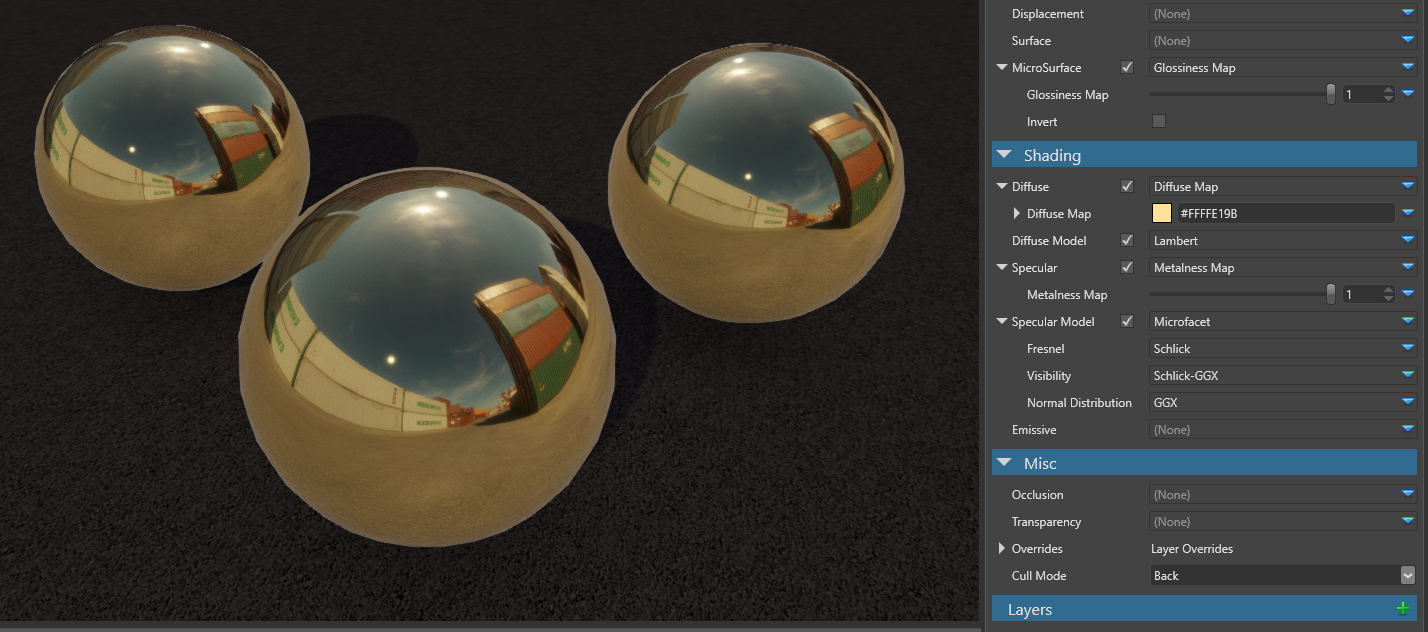 Displacement (None)
Surface (None)
MicroSurface Glossiness Map
Glossiness Map 1
Invert
Shading
Diffuse Diffuse Map
Diffuse Map #FFFFE19B
Diffuse Model Lambert
Specular Metalness Map
Metalness Map 1
Specular Model Microfacet
Fresnel Schlick
Visibility Schlick-GGX
Normal Distribution GGX
Emissive (None)
Misc
Occlusion (None)
Transparency (None)
Overrides Layer Overrides
Cull Mode Back
Layers